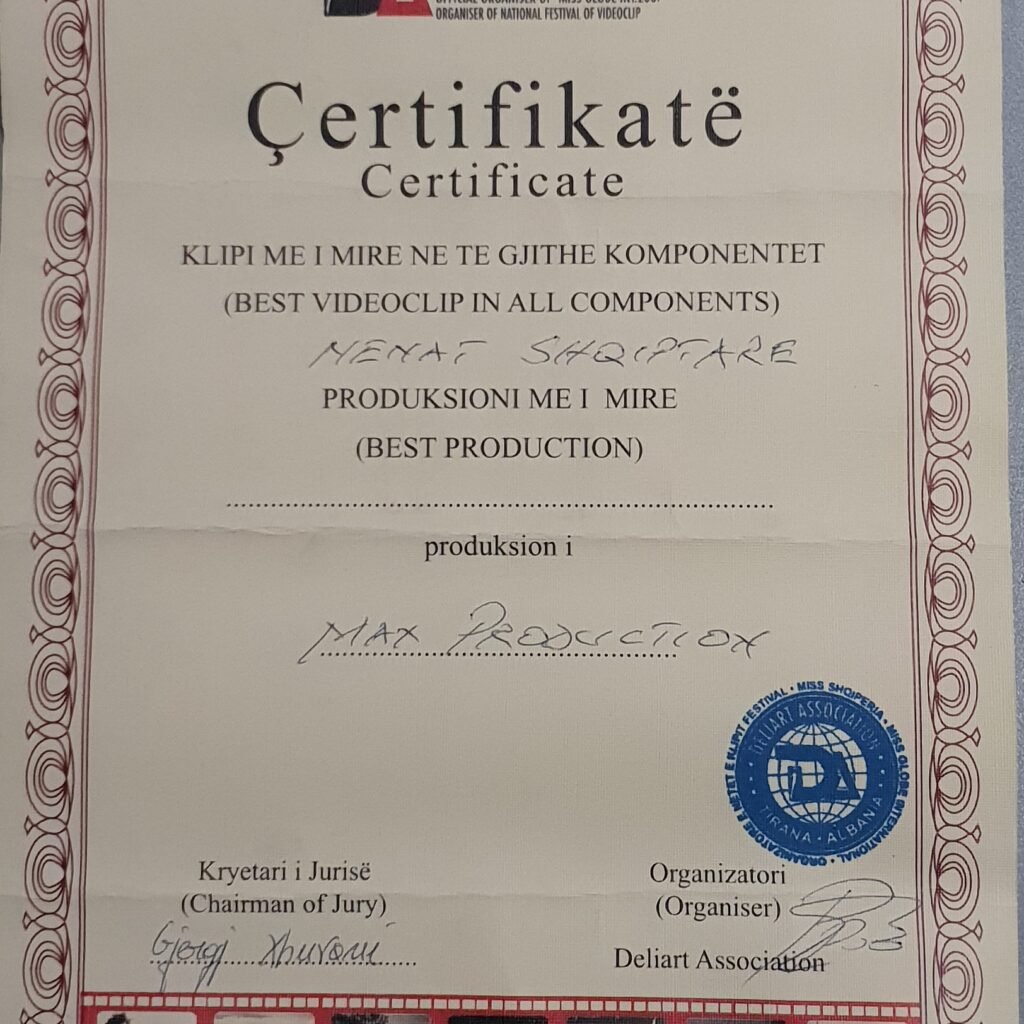 ORGANISER OF NATIONAL FESTIVAL OF VIDEOCLIP
Çertifikatë
Certificate
KLIPI ME I MIRE NE TE GJITHE KOMPONENTET
(BEST VIDEOCLIP IN ALL COMPONENTS)
NENAT SHQIPTARE
PRODUKSIONI ME I MIRE
(BEST PRODUCTION)
produksion i
MAX PRODUCTION
DELIART ASSOCIATION
DA
TIRANA - ALBANIA
MISS SHQIPERIA • MISS GLOBE INTERNATIONAL •
Kryetari i Jurisë
(Chairman of Jury)
Gjergj Xhuvani
Organizatori
(Organiser)
Deliart Association